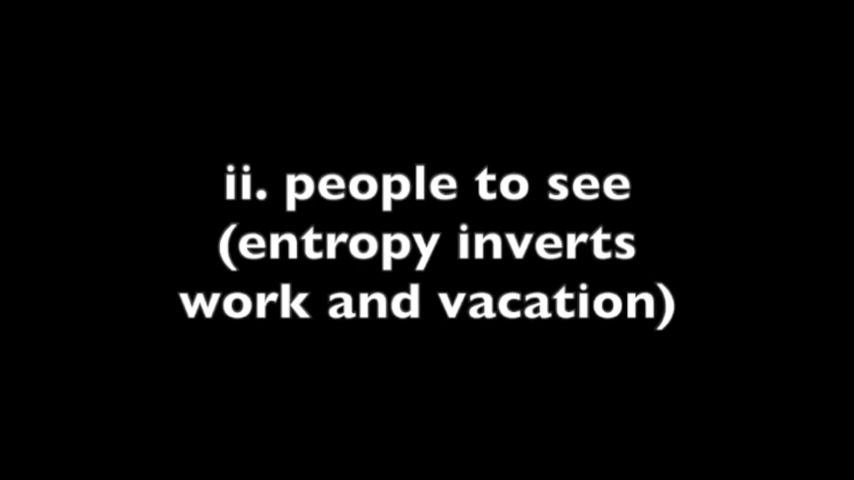 ii. people to see
(entropy inverts
work and vacation)